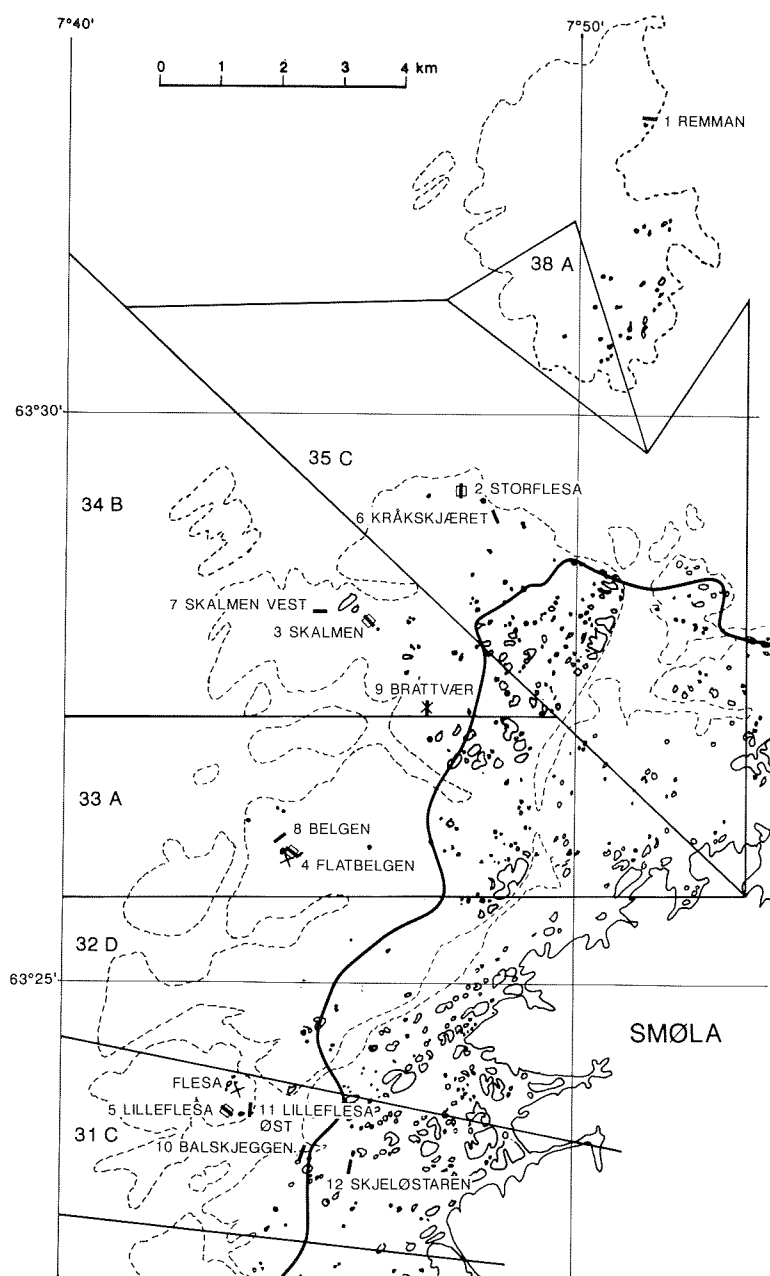 7°40'
7°50'
0 1 2 3 4 km
1 REMMAN
38 A
63°30'
35 C
34 B
2 STORFLESA
6 KRÅKSKJÆRET
7 SKALMEN VEST
3 SKALMEN
9 BRATTVÆR
33 A
8 BELGEN
4 FLATBELGEN
32 D
63°25'
SMØLA
FLESA
5 LILLEFLESA
11 LILLEFLESA
ØST
31 C
10 BALSKJEGGEN
12 SKJELØSTAREN